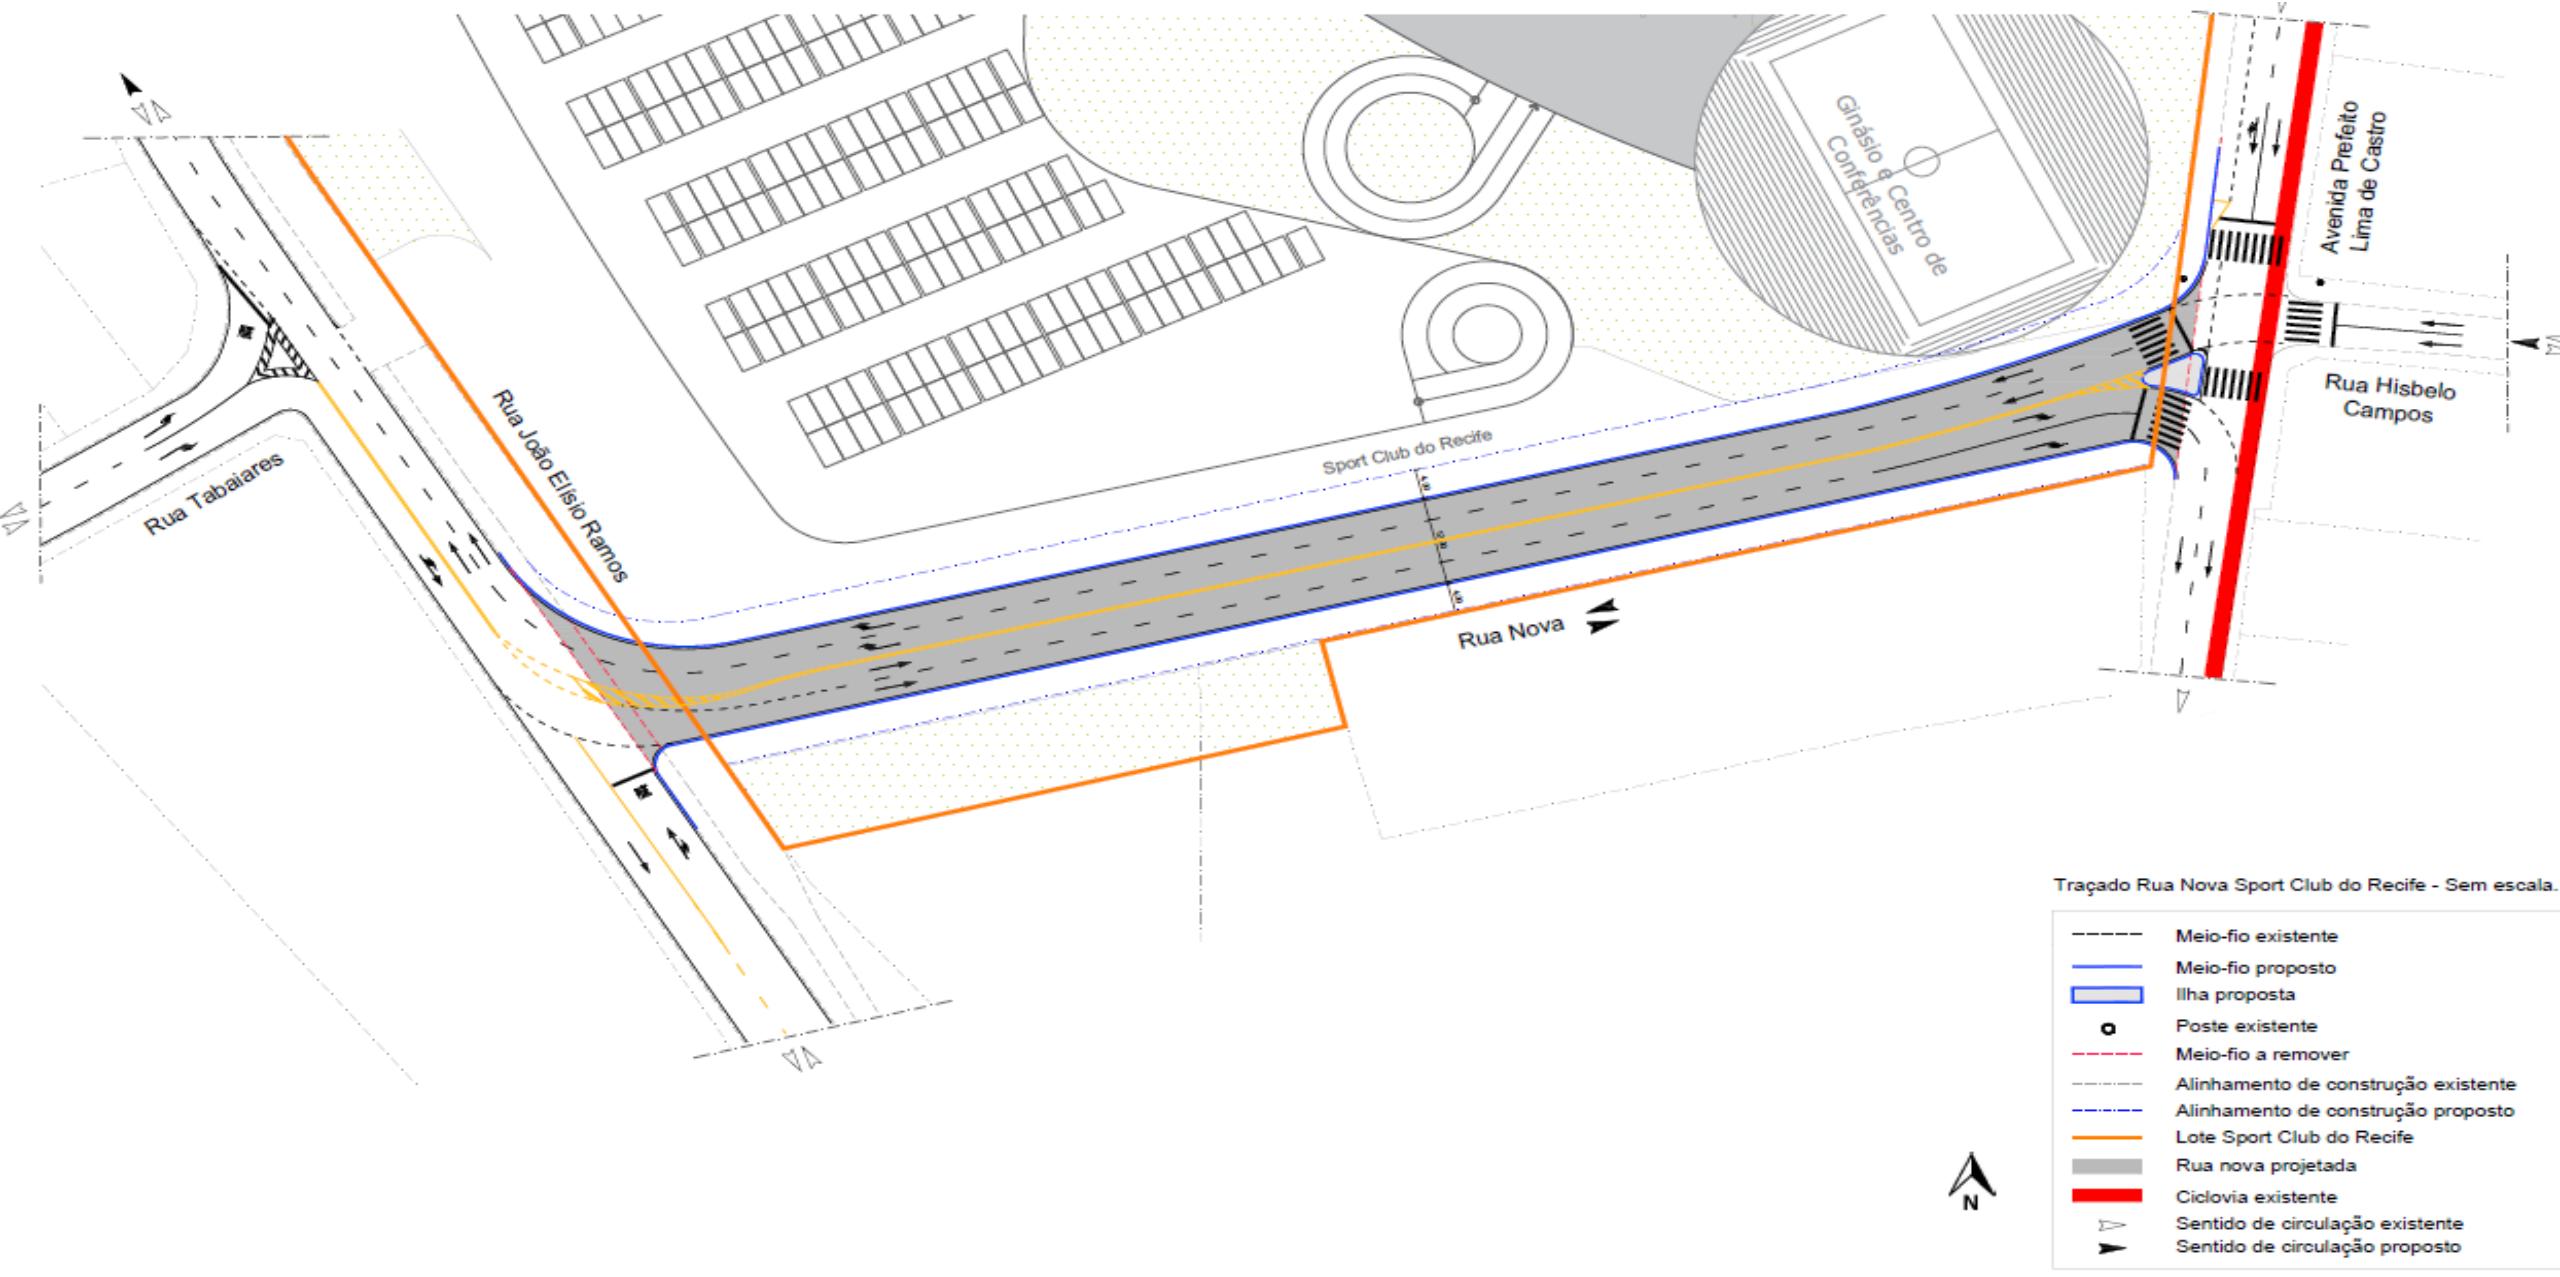 Ginásio e Centro de
Conferências
Avenida Prefeito
Lima de Castro
Rua Hisbelo
Campos
Rua João Elísio Ramos
Rua Tabaiares
Sport Club do Recife
Rua Nova
Traçado Rua Nova Sport Club do Recife - Sem escala.
Meio-fio existente
Meio-fio proposto
Ilha proposta
Poste existente
Meio-fio a remover
Alinhamento de construção existente
Alinhamento de construção proposto
Lote Sport Club do Recife
Rua nova projetada
Ciclovia existente
Sentido de circulação existente
Sentido de circulação proposto
N